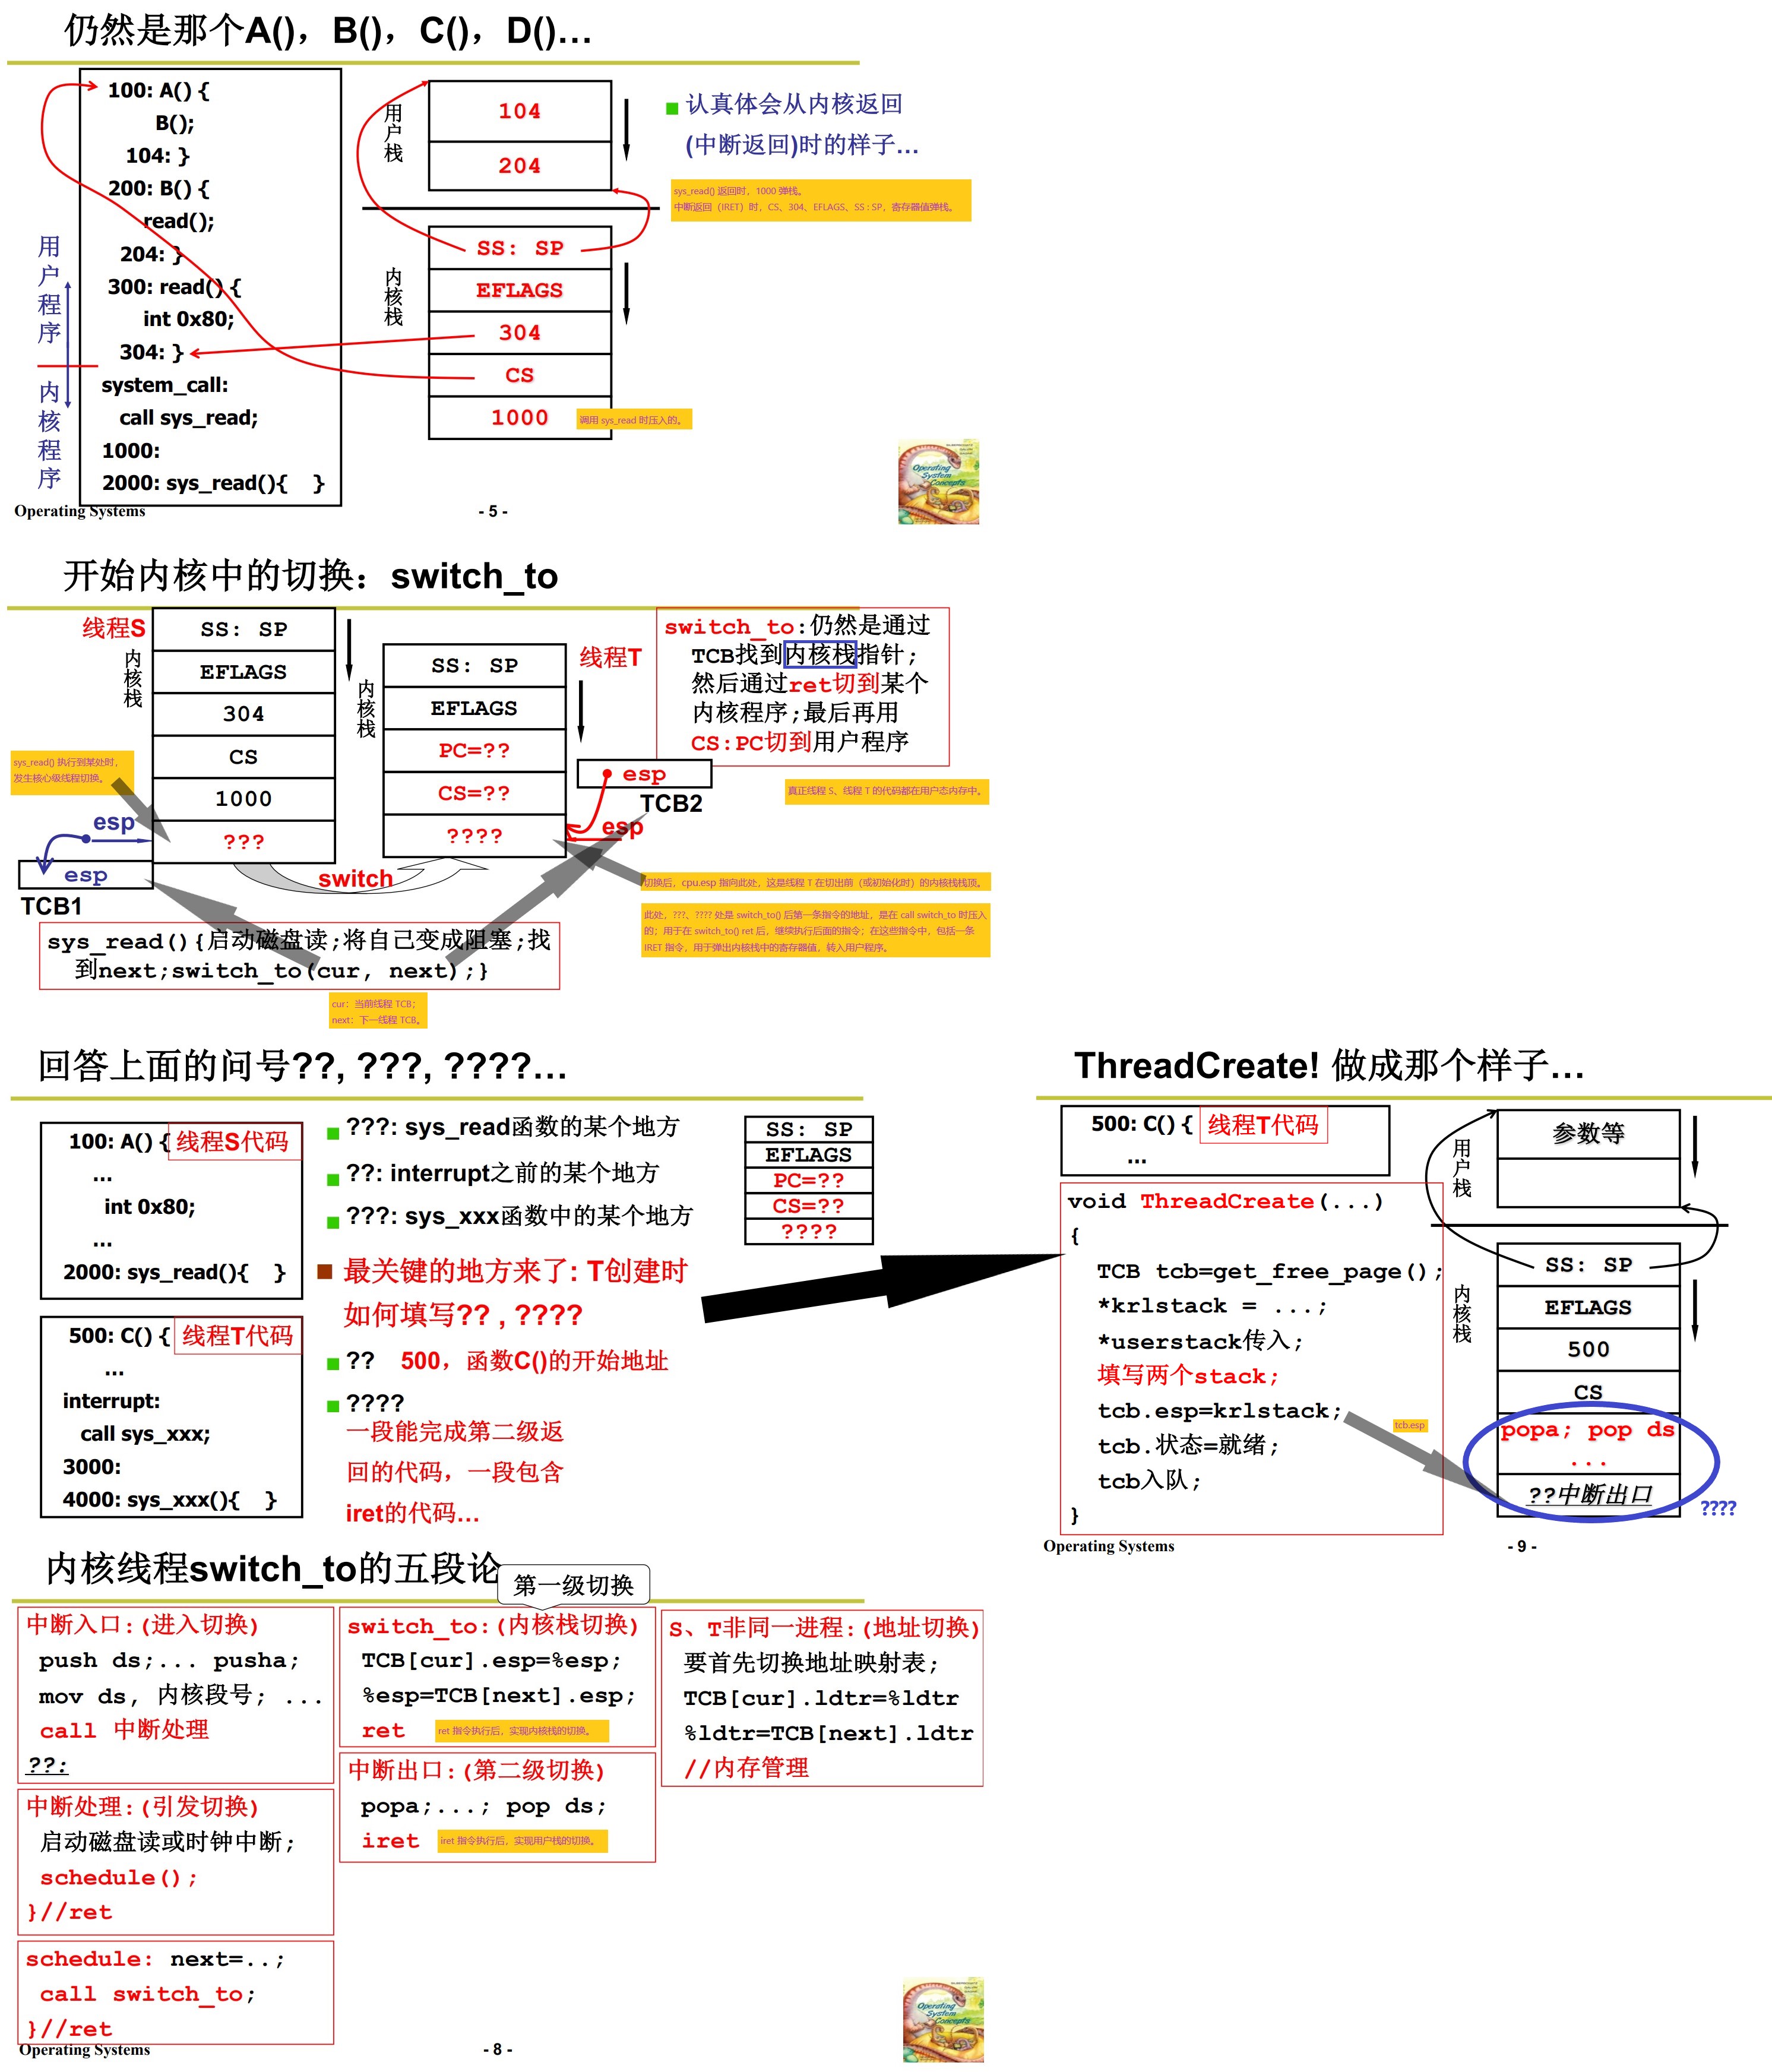 仍然是那个A(), B(), C(), D()…
100: A() {
B();
104: }
200: B() {
read();
204: }
300: read() {
int 0x80;
304: }
system_call:
call sys_read;
1000:
2000: sys_read(){ }
用户程序
内核程序
用户栈
104
204
内核栈
SS: SP
EFLAGS
304
CS
1000
调用 sys_read 时压入的。
认真体会从内核返回
(中断返回)时的样子…
sys_read() 返回时，1000 弹栈。
中断返回（IRET）时，CS、304、EFLAGS、SS : SP，寄存器值弹栈。
Operating System Concepts
Operating Systems
- 5 -
开始内核中的切换：switch_to
线程S
内核栈
SS: SP
EFLAGS
304
CS
1000
???
sys_read() 执行到某处时，
发生核心级线程切换。
esp
esp
TCB1
switch
内核栈
SS: SP
EFLAGS
PC=??
CS=??
????
线程T
esp
TCB2
esp
switch_to:仍然是通过
TCB找到内核栈指针;
然后通过ret切到某个
内核程序;最后再用
CS:PC切到用户程序
真正线程 S、线程 T 的代码都在用户态内存中。
切换后，cpu.esp 指向此处，这是线程 T 在切出前（或初始化时）的内核栈栈顶。
此处，???、???? 处是 switch_to() 后第一条指令的地址，是在 call switch_to 时压入
的；用于在 switch_to() ret 后，继续执行后面的指令；在这些指令中，包括一条
IRET 指令，用于弹出内核栈中的寄存器值，转入用户程序。
sys_read(){启动磁盘读;将自己变成阻塞;找
到next;switch_to(cur, next);}
cur：当前线程 TCB；
next：下一线程 TCB。
回答上面的问号??, ???, ????…
100: A() { 线程S代码
…
int 0x80;
…
2000: sys_read(){ }
500: C() { 线程T代码
…
interrupt:
call sys_xxx;
3000:
4000: sys_xxx(){ }
???: sys_read函数的某个地方
??: interrupt之前的某个地方
???: sys_xxx函数中的某个地方
最关键的地方来了: T创建时
如何填写?? , ????
?? 500，函数C()的开始地址
????
一段能完成第二级返
回的代码，一段包含
iret的代码…
SS: SP
EFLAGS
PC=??
CS=??
????
ThreadCreate! 做成那个样子…
500: C() { 线程T代码
…
void ThreadCreate(...)
{
TCB tcb=get_free_page();
*krlstack = ...;
*userstack传入;
填写两个stack;
tcb.esp=krlstack;
tcb.状态=就绪;
tcb入队;
}
tcb.esp
用户栈
参数等
内核栈
SS: SP
EFLAGS
500
CS
popa; pop ds
...
??中断出口
????
Operating Systems
- 9 -
内核线程switch_to的五段论
第一级切换
中断入口:(进入切换)
push ds;... pusha;
mov ds, 内核段号; ...
call 中断处理
??:
中断处理:(引发切换)
启动磁盘读或时钟中断;
schedule();
}//ret
schedule: next=..;
call switch_to;
}//ret
switch_to:(内核栈切换)
TCB[cur].esp=%esp;
%esp=TCB[next].esp;
ret
ret 指令执行后，实现内核栈的切换。
中断出口:(第二级切换)
popa;...; pop ds;
iret
iret 指令执行后，实现用户栈的切换。
S、T非同一进程:(地址切换)
要首先切换地址映射表;
TCB[cur].ldtr=%ldtr
%ldtr=TCB[next].ldtr
//内存管理
Operating System Concepts
Operating Systems
- 8 -